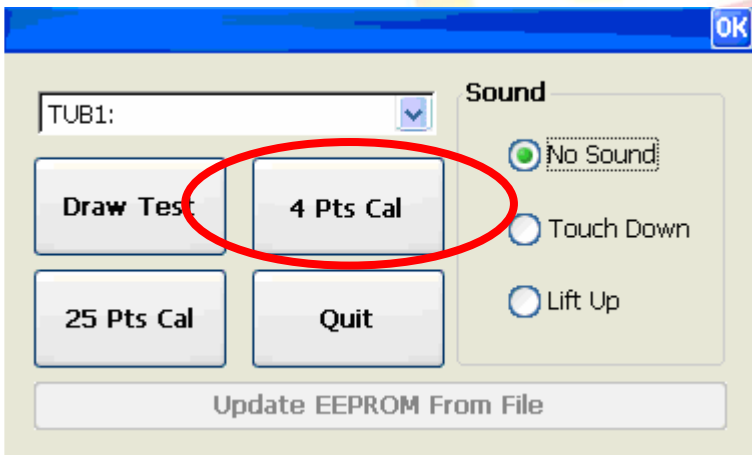 OK
TUB1:
Sound
No Sound
Draw Test
4 Pts Cal
Touch Down
25 Pts Cal
Quit
Lift Up
Update EEPROM From File